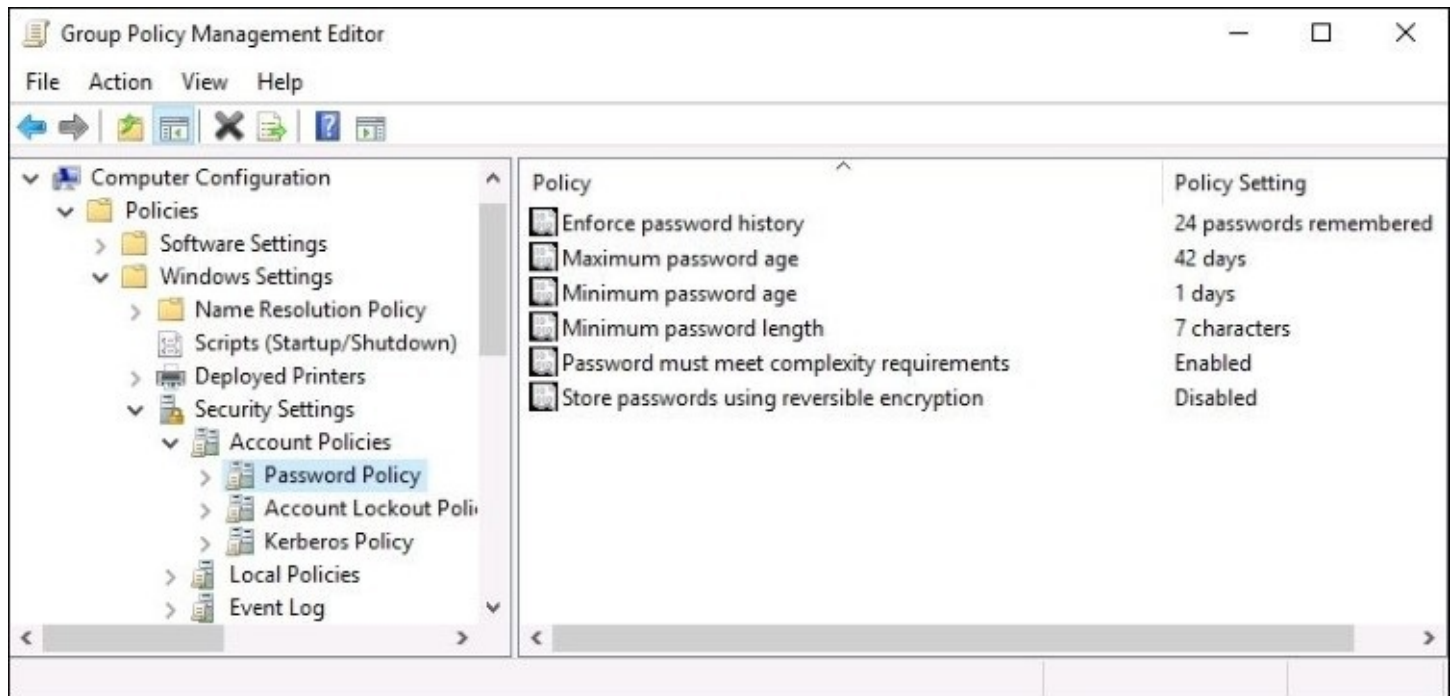 Group Policy Management Editor
File Action View Help
Computer Configuration
Policies
Software Settings
Windows Settings
Name Resolution Policy
Scripts (Startup/Shutdown)
Deployed Printers
Security Settings
Account Policies
Password Policy
Account Lockout Poli
Kerberos Policy
Local Policies
Event Log
Policy Policy Setting
Enforce password history 24 passwords remembered
Maximum password age 42 days
Minimum password age 1 days
Minimum password length 7 characters
Password must meet complexity requirements Enabled
Store passwords using reversible encryption Disabled